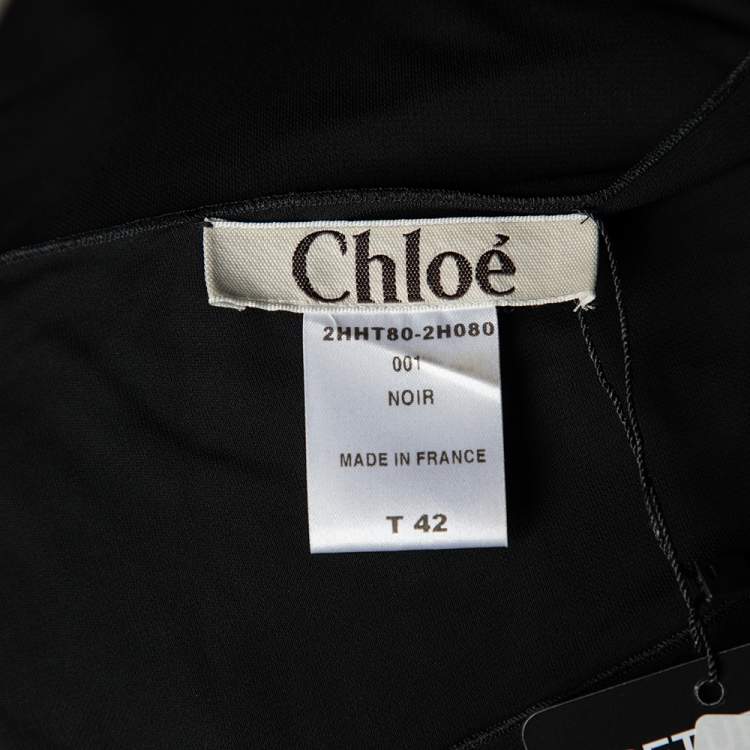 Chloé
2HHT80-2H080
001
NOIR
MADE IN FRANCE
T 42